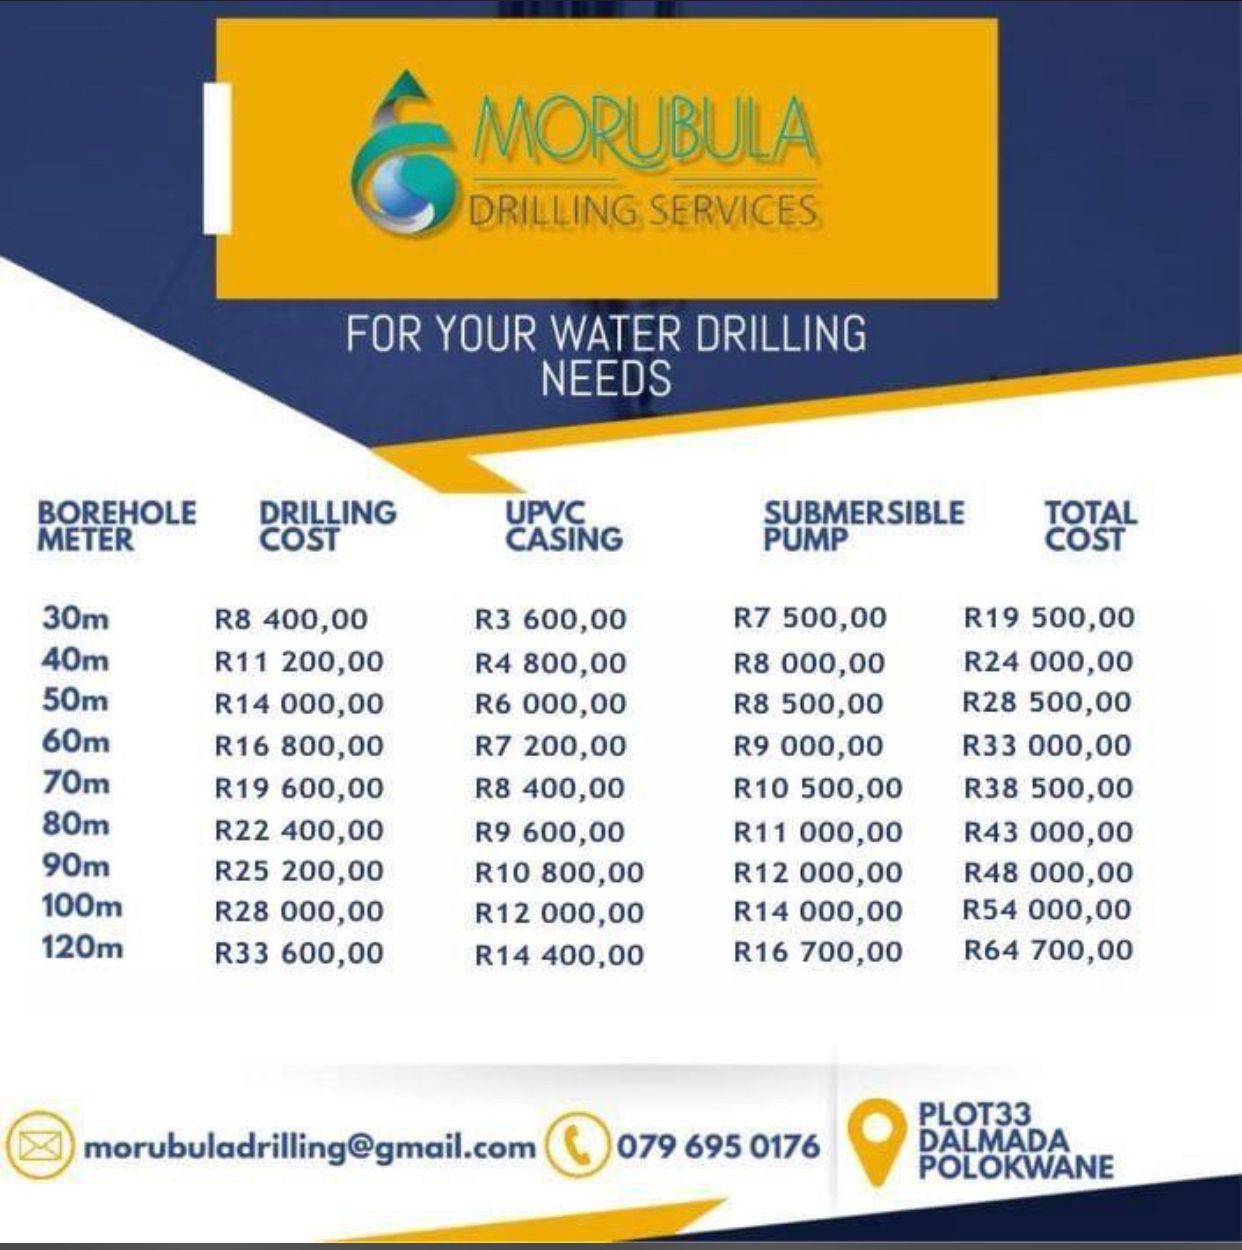 MORUBULA
DRILLING SERVICES
FOR YOUR WATER DRILLING
NEEDS
BOREHOLE METER DRILLING COST UPVC CASING SUBMERSIBLE PUMP TOTAL COST
30m R8 400,00 R3 600,00 R7 500,00 R19 500,00
40m R11 200,00 R4 800,00 R8 000,00 R24 000,00
50m R14 000,00 R6 000,00 R8 500,00 R28 500,00
60m R16 800,00 R7 200,00 R9 000,00 R33 000,00
70m R19 600,00 R8 400,00 R10 500,00 R38 500,00
80m R22 400,00 R9 600,00 R11 000,00 R43 000,00
90m R25 200,00 R10 800,00 R12 000,00 R48 000,00
100m R28 000,00 R12 000,00 R14 000,00 R54 000,00
120m R33 600,00 R14 400,00 R16 700,00 R64 700,00
morubuladrilling@gmail.com 079 695 0176
PLOT33
DALMADA
POLOKWANE